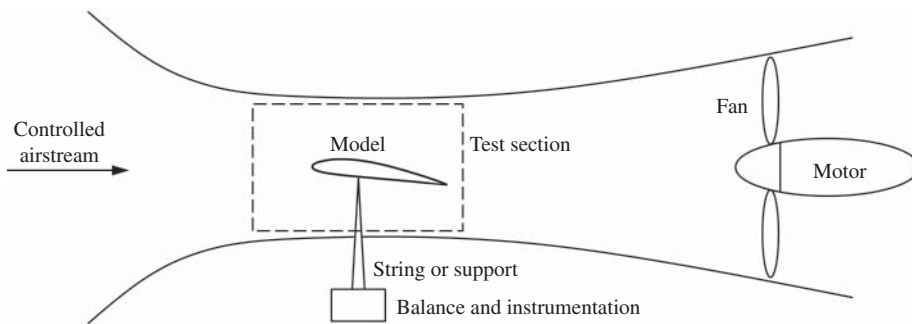 Controlled
airstream
Model
Test section
Fan
Motor
String or support
Balance and instrumentation